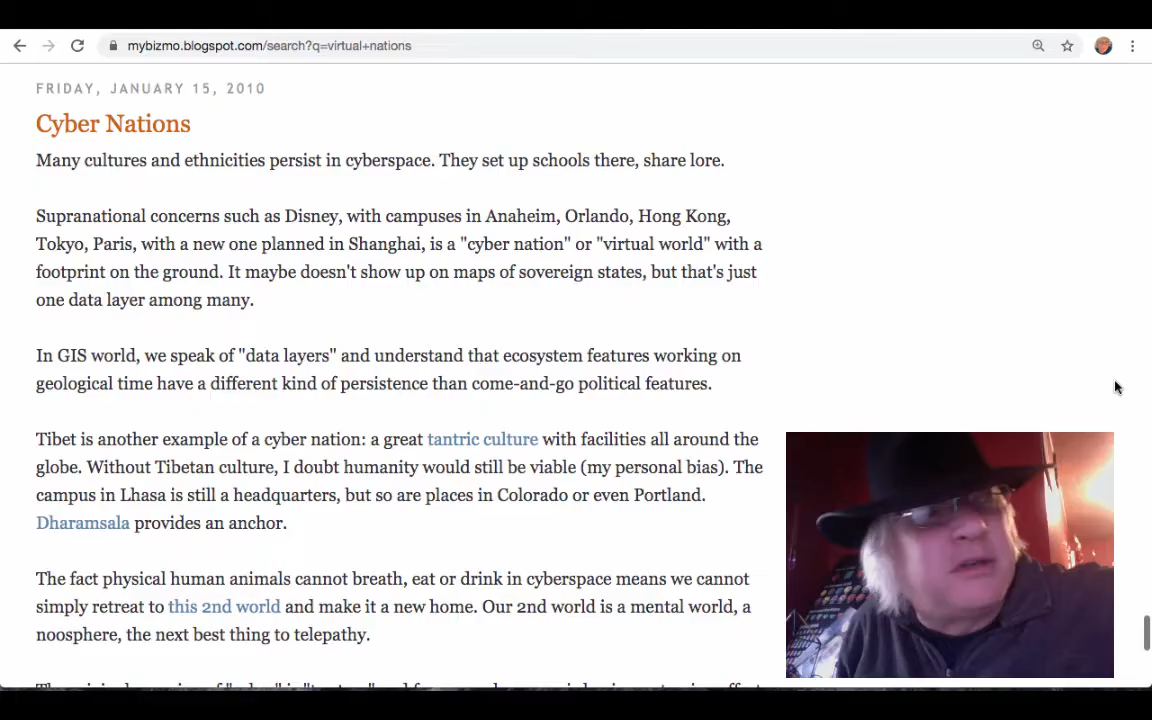 mybizmo.blogspot.com/search?q=virtual+nations
FRIDAY, JANUARY 15, 2010
Cyber Nations
Many cultures and ethnicities persist in cyberspace. They set up schools there, share lore.
Supranational concerns such as Disney, with campuses in Anaheim, Orlando, Hong Kong,
Tokyo, Paris, with a new one planned in Shanghai, is a "cyber nation" or "virtual world" with a
footprint on the ground. It maybe doesn't show up on maps of sovereign states, but that's just
one data layer among many.
In GIS world, we speak of "data layers" and understand that ecosystem features working on
geological time have a different kind of persistence than come-and-go political features.
Tibet is another example of a cyber nation: a great tantric culture with facilities all around the
globe. Without Tibetan culture, I doubt humanity would still be viable (my personal bias). The
campus in Lhasa is still a headquarters, but so are places in Colorado or even Portland.
Dharamsala provides an anchor.
The fact physical human animals cannot breath, eat or drink in cyberspace means we cannot
simply retreat to this 2nd world and make it a new home. Our 2nd world is a mental world, a
noosphere, the next best thing to telepathy.